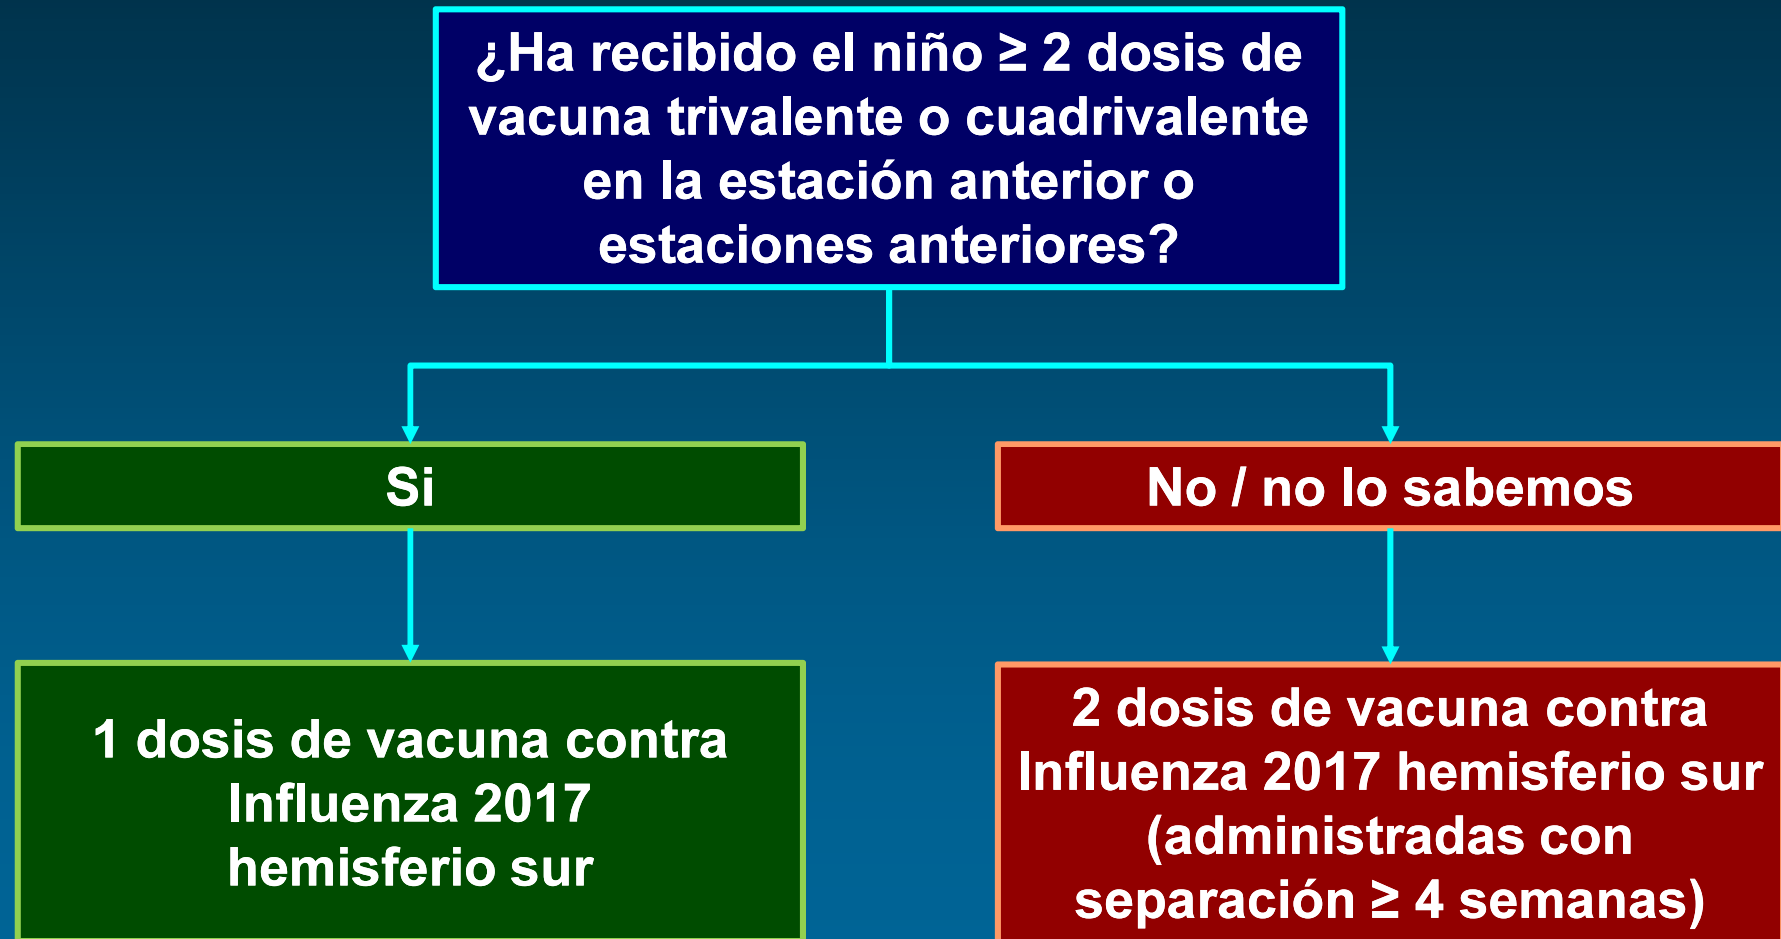 ¿Ha recibido el niño ≥ 2 dosis de
vacuna trivalente o cuadrivalente
en la estación anterior o
estaciones anteriores?
Si
No / no lo sabemos
1 dosis de vacuna contra
Influenza 2017
hemisferio sur
2 dosis de vacuna contra
Influenza 2017 hemisferio sur
(administradas con
separación ≥ 4 semanas)